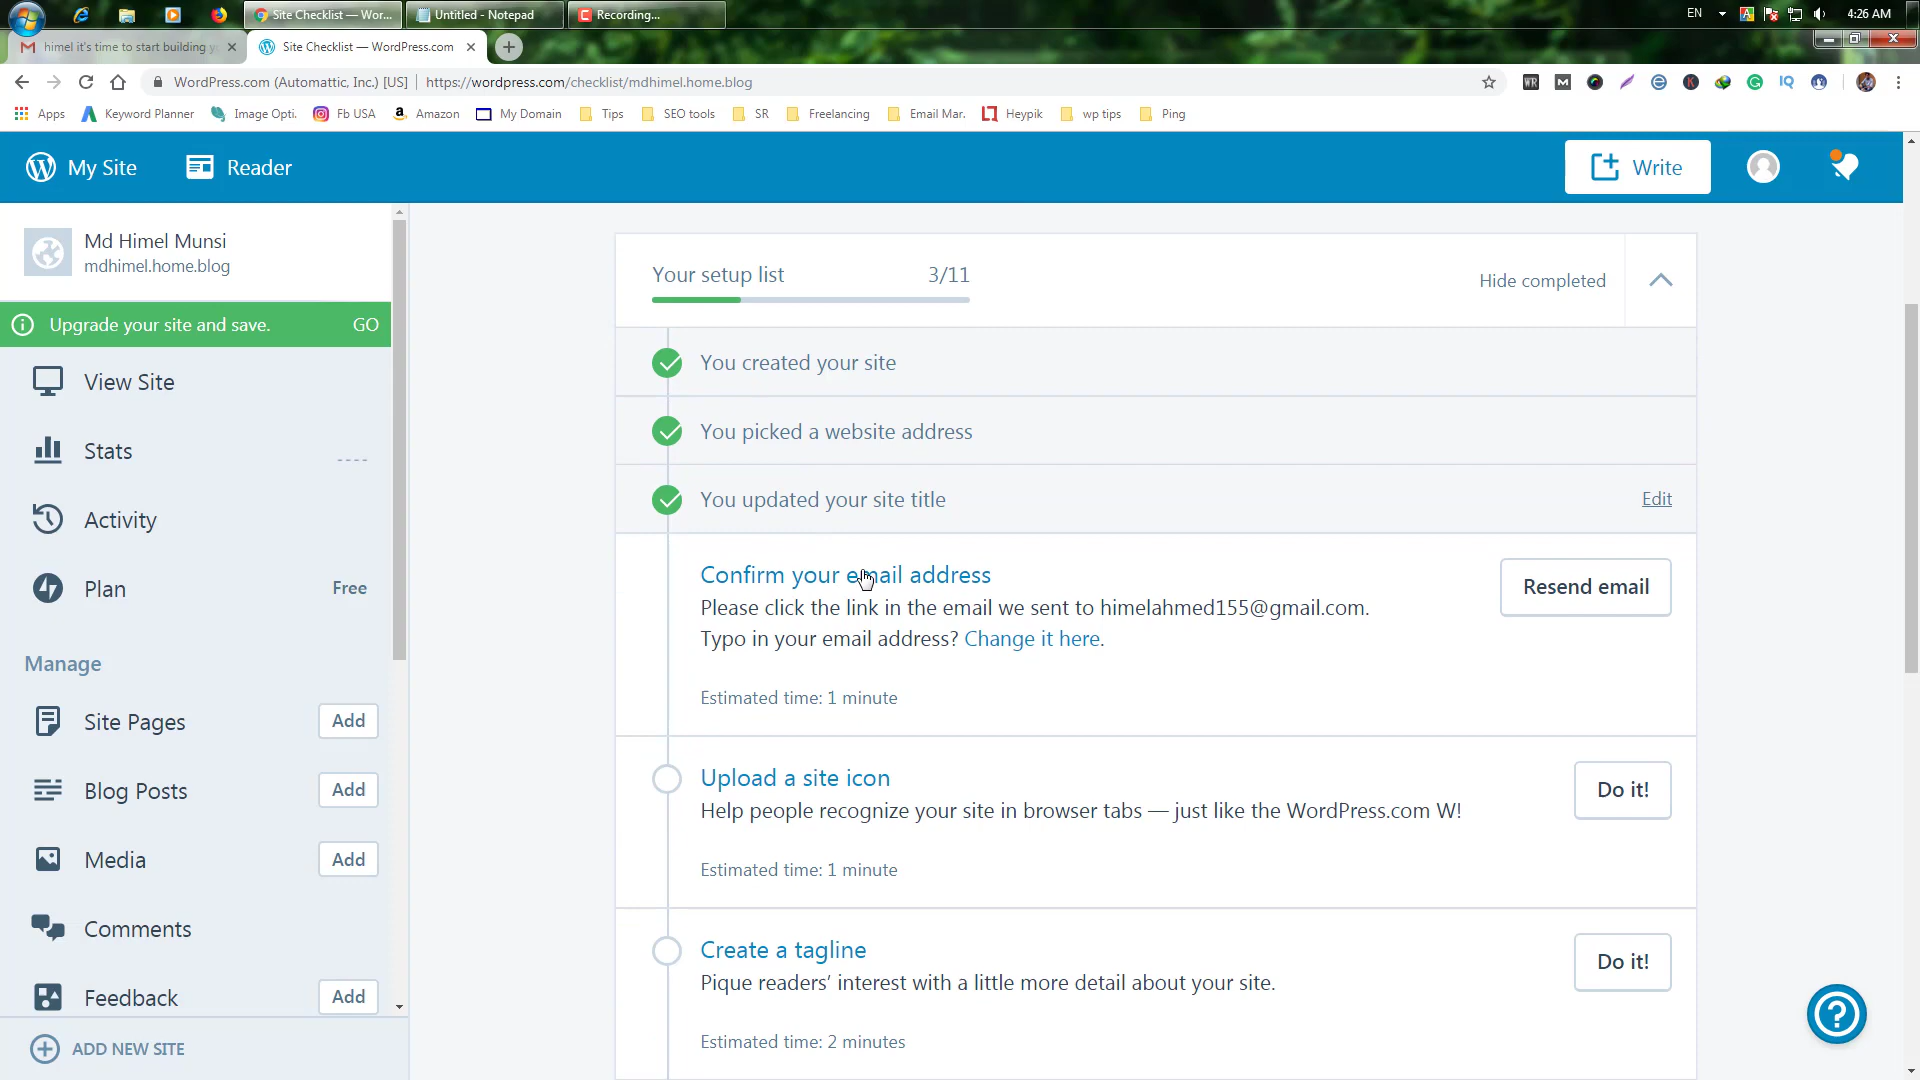 Site Checklist — Wor...
Untitled - Notepad
Recording...
EN
4:26 AM
himel it's time to start building y
Site Checklist — WordPress.com
WordPress.com (Automattic, Inc.) [US]
https://wordpress.com/checklist/mdhimel.home.blog
Apps
Keyword Planner
Image Opti.
Fb USA
Amazon
My Domain
Tips
SEO tools
SR
Freelancing
Email Mar.
Heypik
wp tips
Ping
My Site
Reader
Write
Md Himel Munsi
mdhimel.home.blog
Upgrade your site and save.
GO
View Site
Stats
Activity
Plan
Free
Manage
Site Pages
Add
Blog Posts
Add
Media
Add
Comments
Feedback
Add
ADD NEW SITE
Your setup list
3/11
Hide completed
You created your site
You picked a website address
You updated your site title
Edit
Confirm your email address
Please click the link in the email we sent to himelahmed155@gmail.com.
Typo in your email address? Change it here.
Resend email
Estimated time: 1 minute
Upload a site icon
Help people recognize your site in browser tabs — just like the WordPress.com W!
Do it!
Estimated time: 1 minute
Create a tagline
Pique readers’ interest with a little more detail about your site.
Do it!
Estimated time: 2 minutes